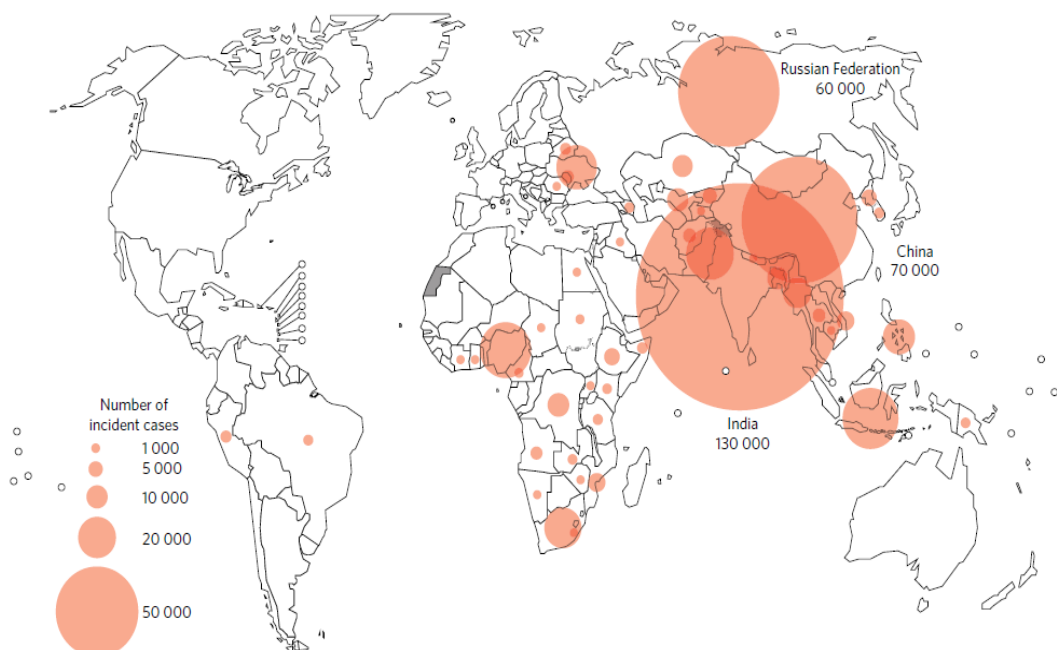 Russian Federation
60 000
China
70 000
India
130 000
Number of
incident cases
1 000
5 000
10 000
20 000
50 000